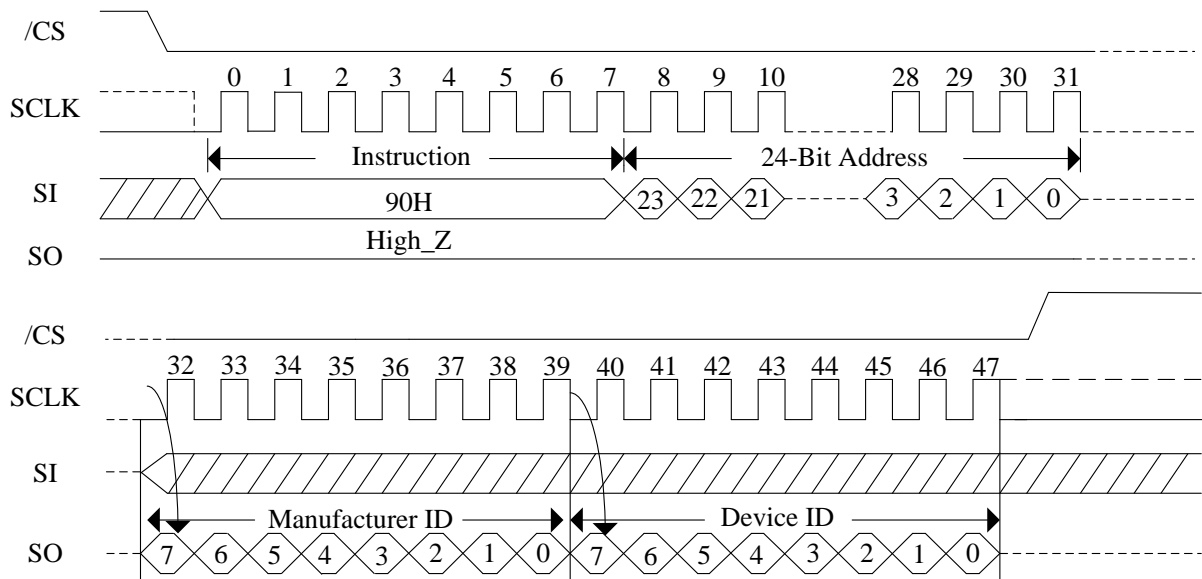 /CS
0 1 2 3 4 5 6 7 8 9 10 28 29 30 31
SCLK
Instruction 24-Bit Address
SI 90H 23 22 21 3 2 1 0
High_Z
SO
/CS
32 33 34 35 36 37 38 39 40 41 42 43 44 45 46 47
SCLK
SI
Manufacturer ID Device ID
SO 7 6 5 4 3 2 1 0 7 6 5 4 3 2 1 0